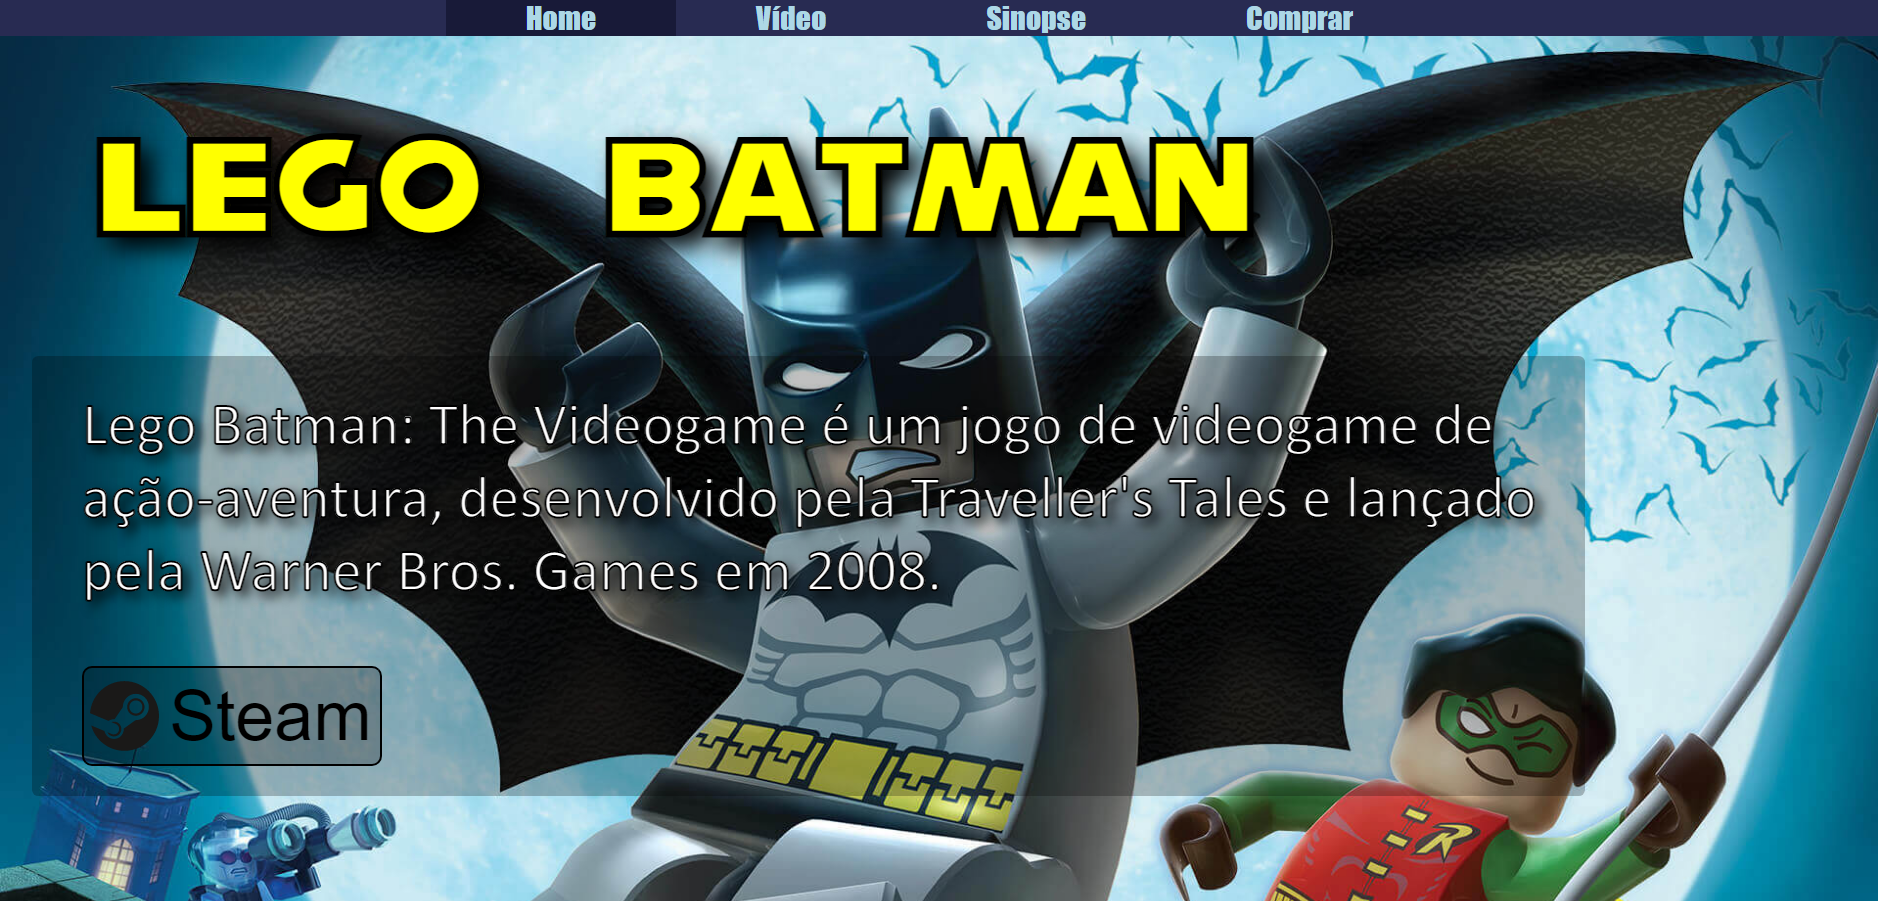 Home Vídeo Sinopse Comprar
LEGO BATMAN
Lego Batman: The Videogame é um jogo de videogame de
ação-aventura, desenvolvido pela Traveller's Tales e lançado
pela Warner Bros. Games em 2008.
Steam
R